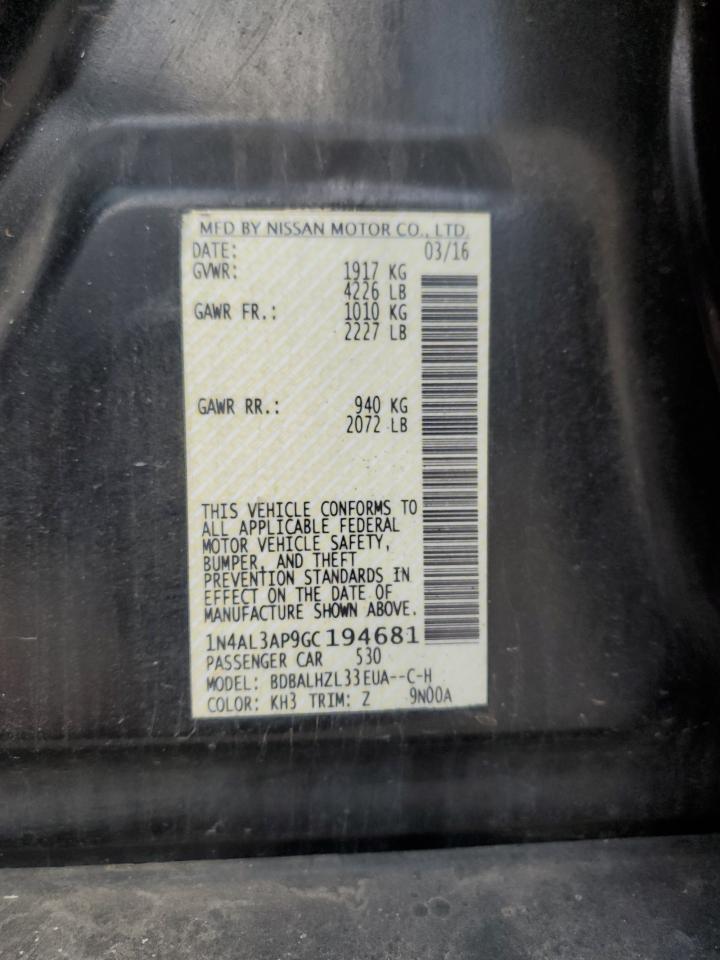 MFD BY NISSAN MOTOR CO., LTD.
DATE: 03/16
GVWR: 1917 KG
4226 LB
GAWR FR.: 1010 KG
2227 LB
GAWR RR.: 940 KG
2072 LB
THIS VEHICLE CONFORMS TO
ALL APPLICABLE FEDERAL
MOTOR VEHICLE SAFETY,
BUMPER, AND THEFT
PREVENTION STANDARDS IN
EFFECT ON THE DATE OF
MANUFACTURE SHOWN ABOVE.
1N4AL3AP9GC194681
PASSENGER CAR 530
MODEL: BDBALHZL33EUA--C-H
COLOR: KH3 TRIM: Z 9N00A